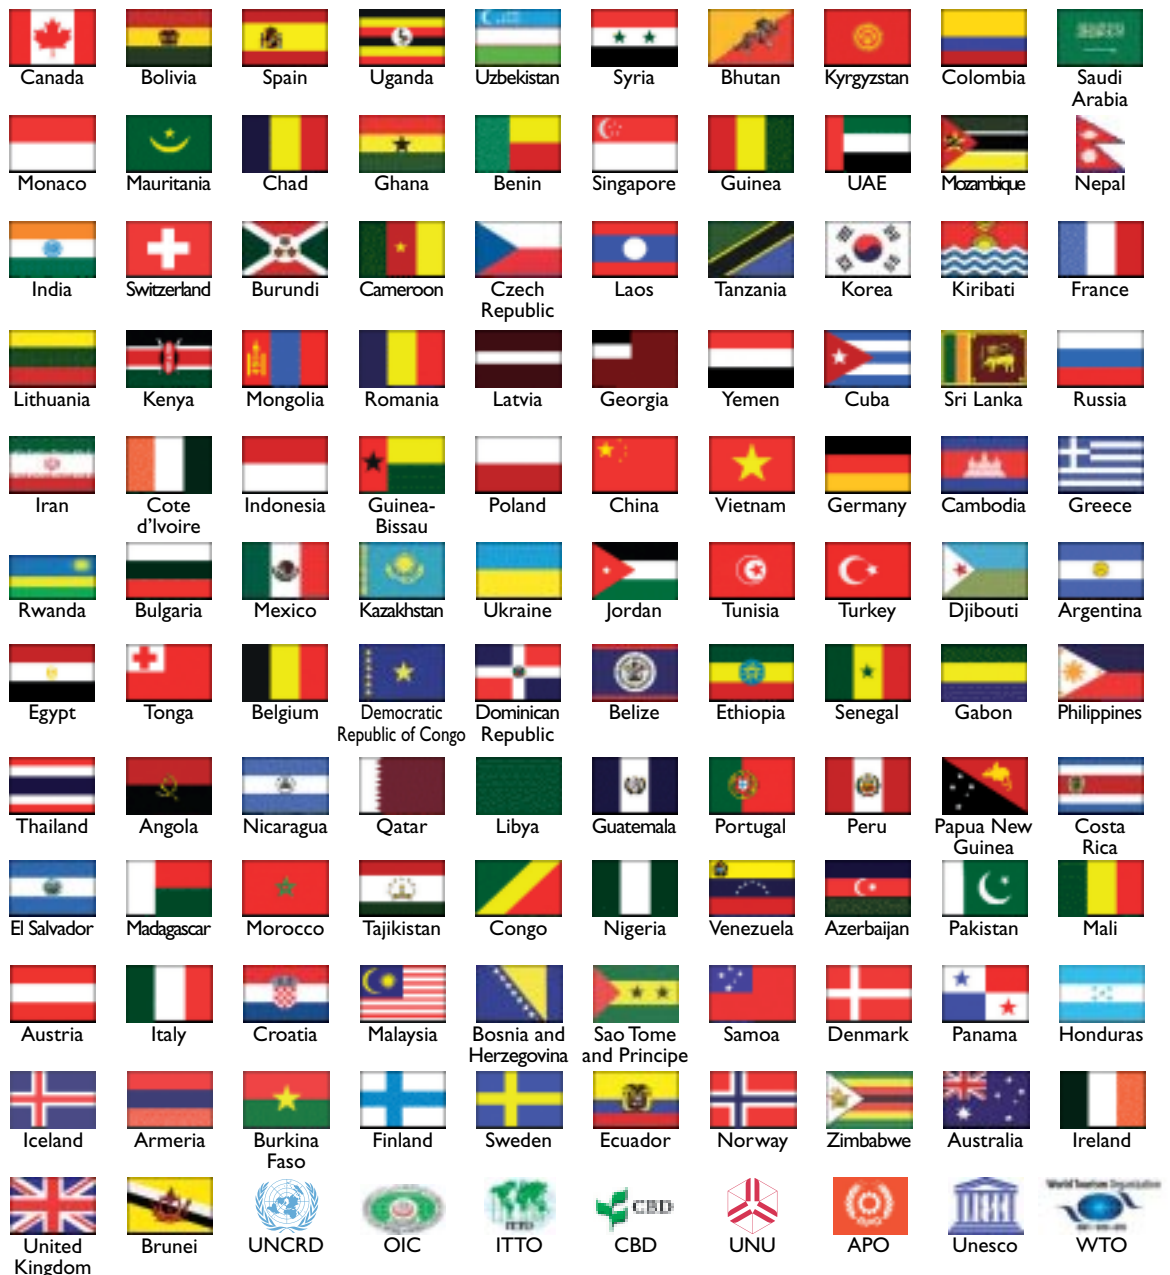 Canada
Bolivia
Spain
Uganda
Uzbekistan
Syria
Bhutan
Kyrgyzstan
Colombia
Saudi
Arabia
Monaco
Mauritania
Chad
Ghana
Benin
Singapore
Guinea
UAE
Mozambique
Nepal
India
Switzerland
Burundi
Cameroon
Czech
Republic
Laos
Tanzania
Korea
Kiribati
France
Lithuania
Kenya
Mongolia
Romania
Latvia
Georgia
Yemen
Cuba
Sri Lanka
Russia
Iran
Cote
d'Ivoire
Indonesia
Guinea-
Bissau
Poland
China
Vietnam
Germany
Cambodia
Greece
Rwanda
Bulgaria
Mexico
Kazakhstan
Ukraine
Jordan
Tunisia
Turkey
Djibouti
Argentina
Egypt
Tonga
Belgium
Democratic
Republic of Congo
Dominican
Republic
Belize
Ethiopia
Senegal
Gabon
Philippines
Thailand
Angola
Nicaragua
Qatar
Libya
Guatemala
Portugal
Peru
Papua New
Guinea
Costa
Rica
El Salvador
Madagascar
Morocco
Tajikistan
Congo
Nigeria
Venezuela
Azerbaijan
Pakistan
Mali
Austria
Italy
Croatia
Malaysia
Bosnia and
Herzegovina
Sao Tome
and Principe
Samoa
Denmark
Panama
Honduras
Iceland
Armeria
Burkina
Faso
Finland
Sweden
Ecuador
Norway
Zimbabwe
Australia
Ireland
United
Kingdom
Brunei
UNCRD
OIC
ITTO
ITTO
CBD
CBD
UNU
APO
Unesco
World Tourism Organization
WTO